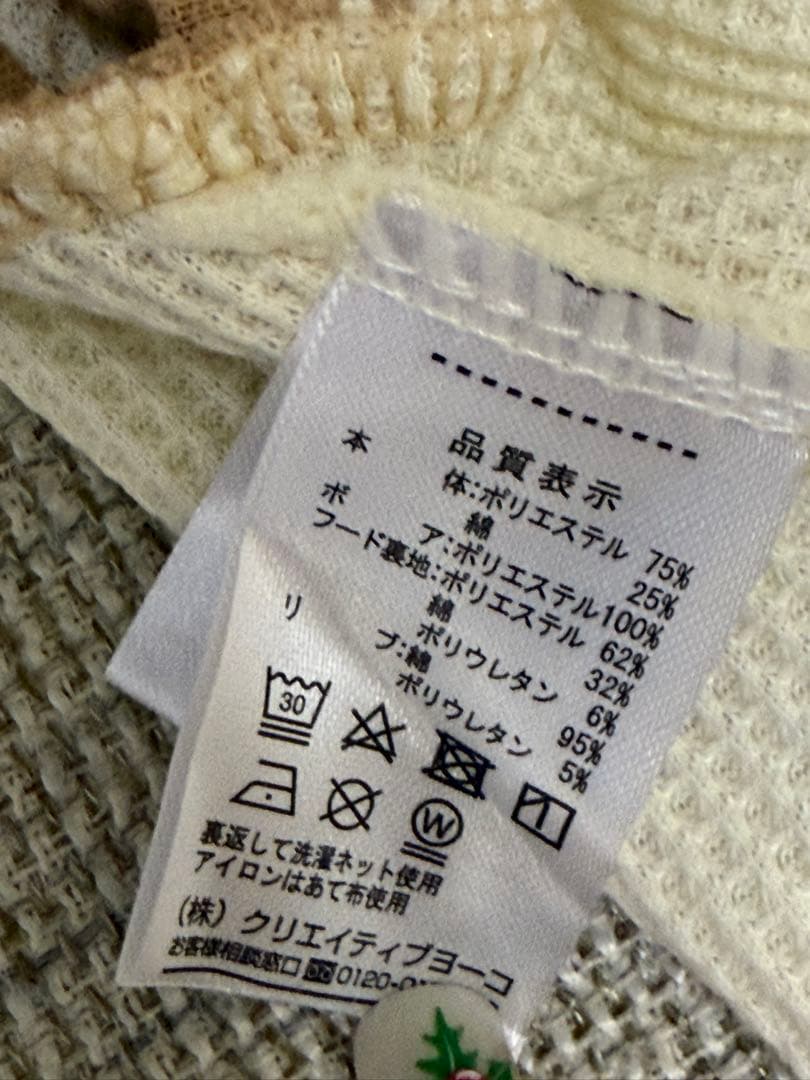 品質表示
本 体:ポリエステル 75%
綿 25%
ボ ア:ポリエステル100%
フード裏地:ポリエステル 62%
綿 32%
ポリウレタン 6%
リ ブ:綿 95%
ポリウレタン 5%
30
W
裏返して洗濯ネット使用
アイロンはあて布使用
(株)クリエイティブヨーコ
お客様相談窓口 0120-0